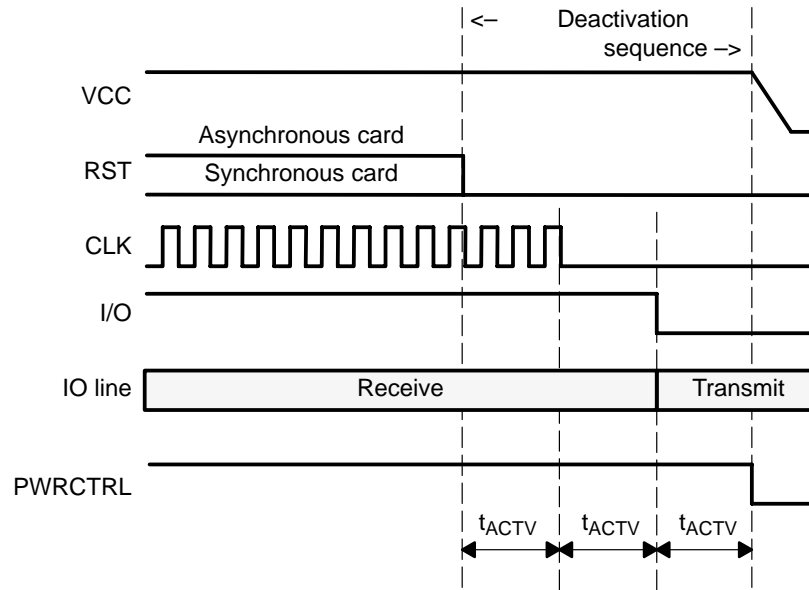 |<– Deactivation
sequence –>
VCC
Asynchronous card
RST
Synchronous card
CLK
I/O
IO line
Receive
Transmit
PWRCTRL
tACTV tACTV tACTV